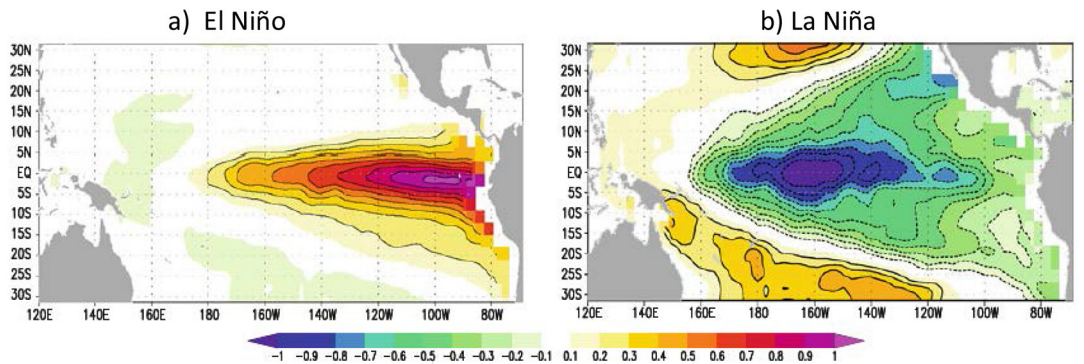 a) El Niño
b) La Niña
30N
25N
20N
15N
10N
5N
EQ
5S
10S
15S
20S
25S
30S
120E 140E 160E 180 160W 140W 120W 100W 80W
30N
25N
20N
15N
10N
5N
EQ
5S
10S
15S
20S
25S
30S
120E 140E 160E 180 160W 140W 120W 100W 80W
-1 -0.9 -0.8 -0.7 -0.6 -0.5 -0.4 -0.3 -0.2 -0.1 0.1 0.2 0.3 0.4 0.5 0.6 0.7 0.8 0.9 1